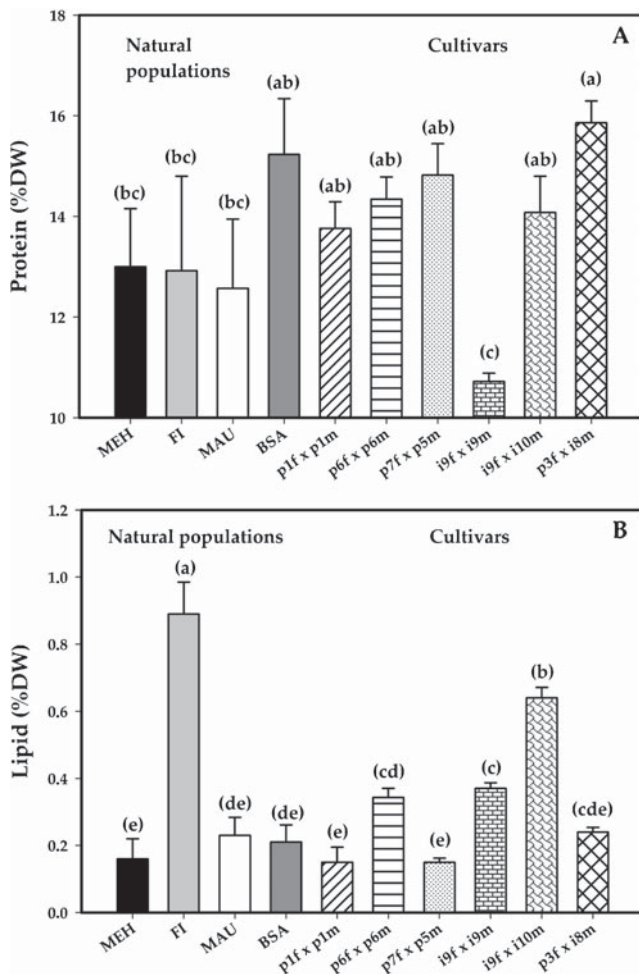 18
A
Natural
populations
Cultivars
(a)
(ab)
16
(ab)
(ab)
(bc)
(ab)
(ab)
(bc)
(bc)
14
Protein (%DW)
12
(c)
10
MEH
FI
MAU
BSA
p1f x p1m
p6f x p6m
p7f x p5m
i9f x i9m
i9f x i10m
p3f x i8m
1.2
B
Natural populations
Cultivars
(a)
1.0
0.8
(b)
Lipid (%DW)
0.6
(cd)
(c)
0.4
(e)
(de)
(de)
(e)
(e)
(cde)
0.2
0.0
MEH
FI
MAU
BSA
p1f x p1m
p6f x p6m
p7f x p5m
i9f x i9m
i9f x i10m
p3f x i8m